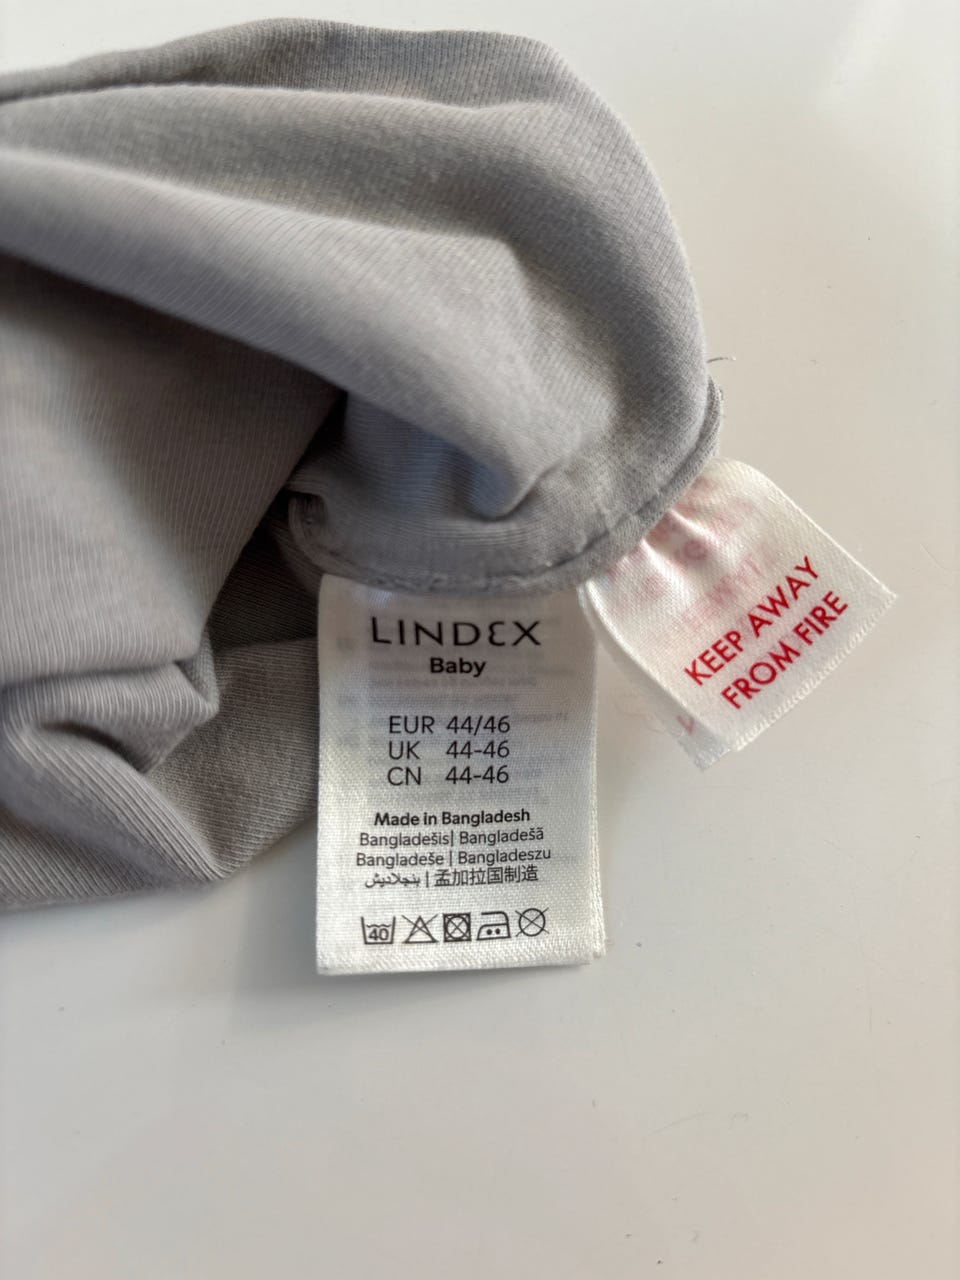 LINDEX
Baby
EUR 44/46
UK 44-46
CN 44-46
Made in Bangladesh
Bangladešis| Bangladešā
Bangladeše | Bangladeszu
بنجلاديش | 孟加拉国制造
40
KEEP AWAY
FROM FIRE